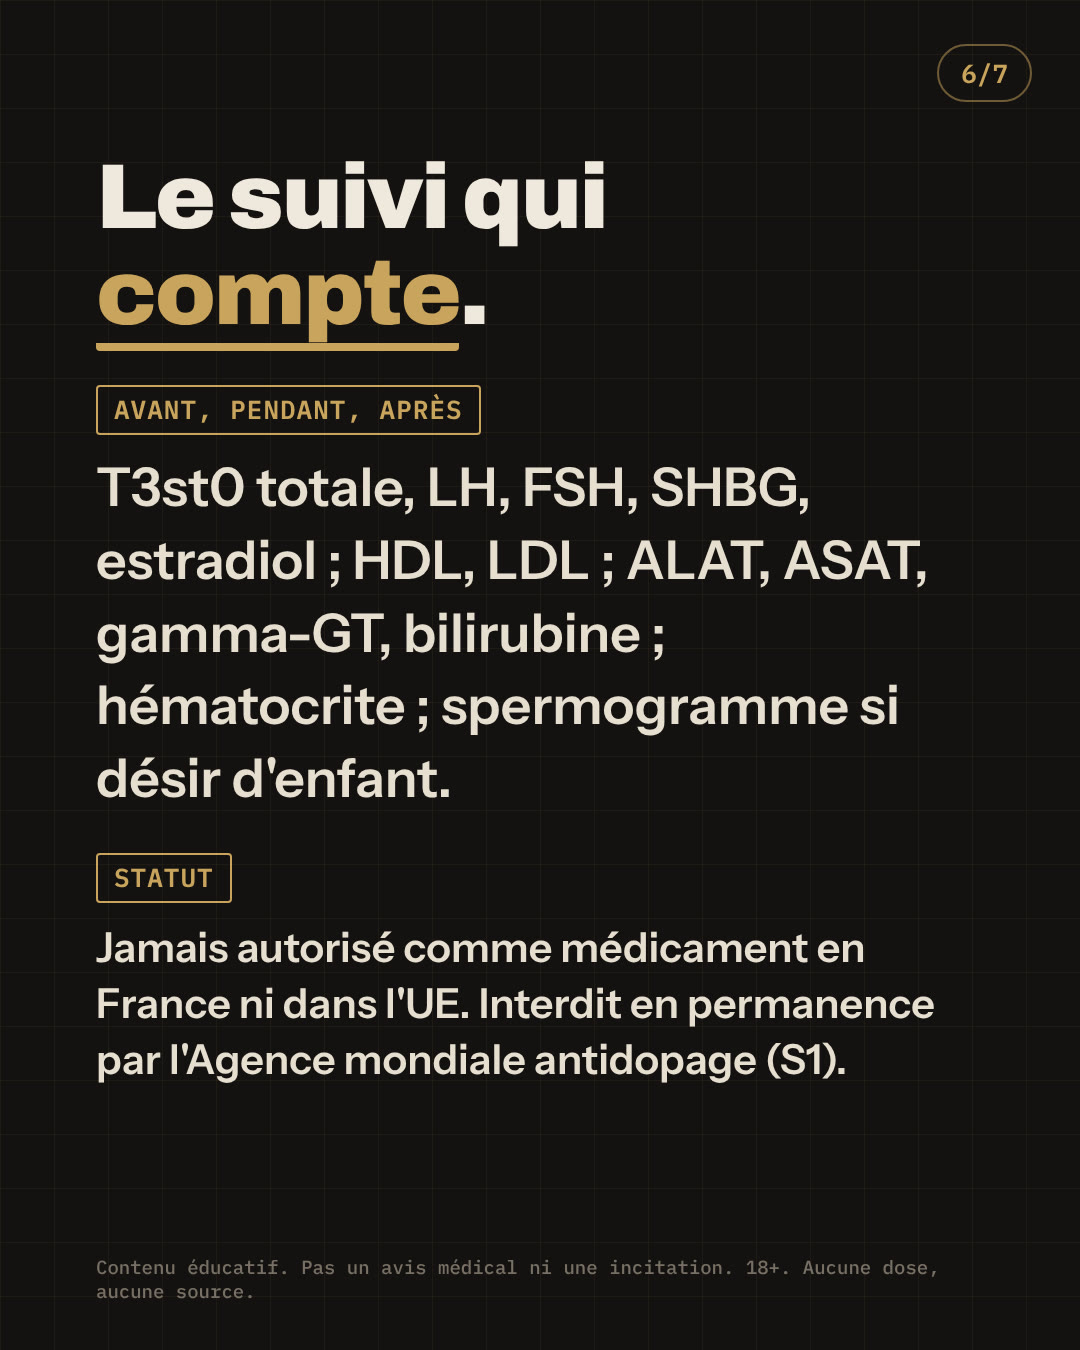 6/7
Le suivi qui
compte.
AVANT, PENDANT, APRÈS
T3st0 totale, LH, FSH, SHBG,
estradiol ; HDL, LDL ; ALAT, ASAT,
gamma-GT, bilirubine ;
hématocrite ; spermogramme si
désir d'enfant.
STATUT
Jamais autorisé comme médicament en
France ni dans l'UE. Interdit en permanence
par l'Agence mondiale antidopage (S1).
Contenu éducatif. Pas un avis médical ni une incitation. 18+. Aucune dose,
aucune source.